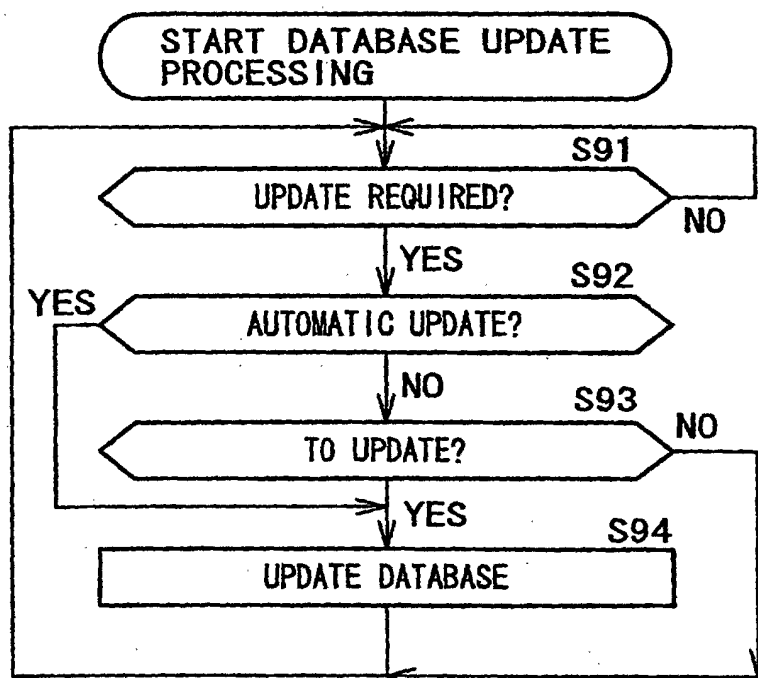 START DATABASE UPDATE
PROCESSING
S91
UPDATE REQUIRED?
NO
YES
S92
YES
AUTOMATIC UPDATE?
NO
S93
NO
TO UPDATE?
YES
S94
UPDATE DATABASE